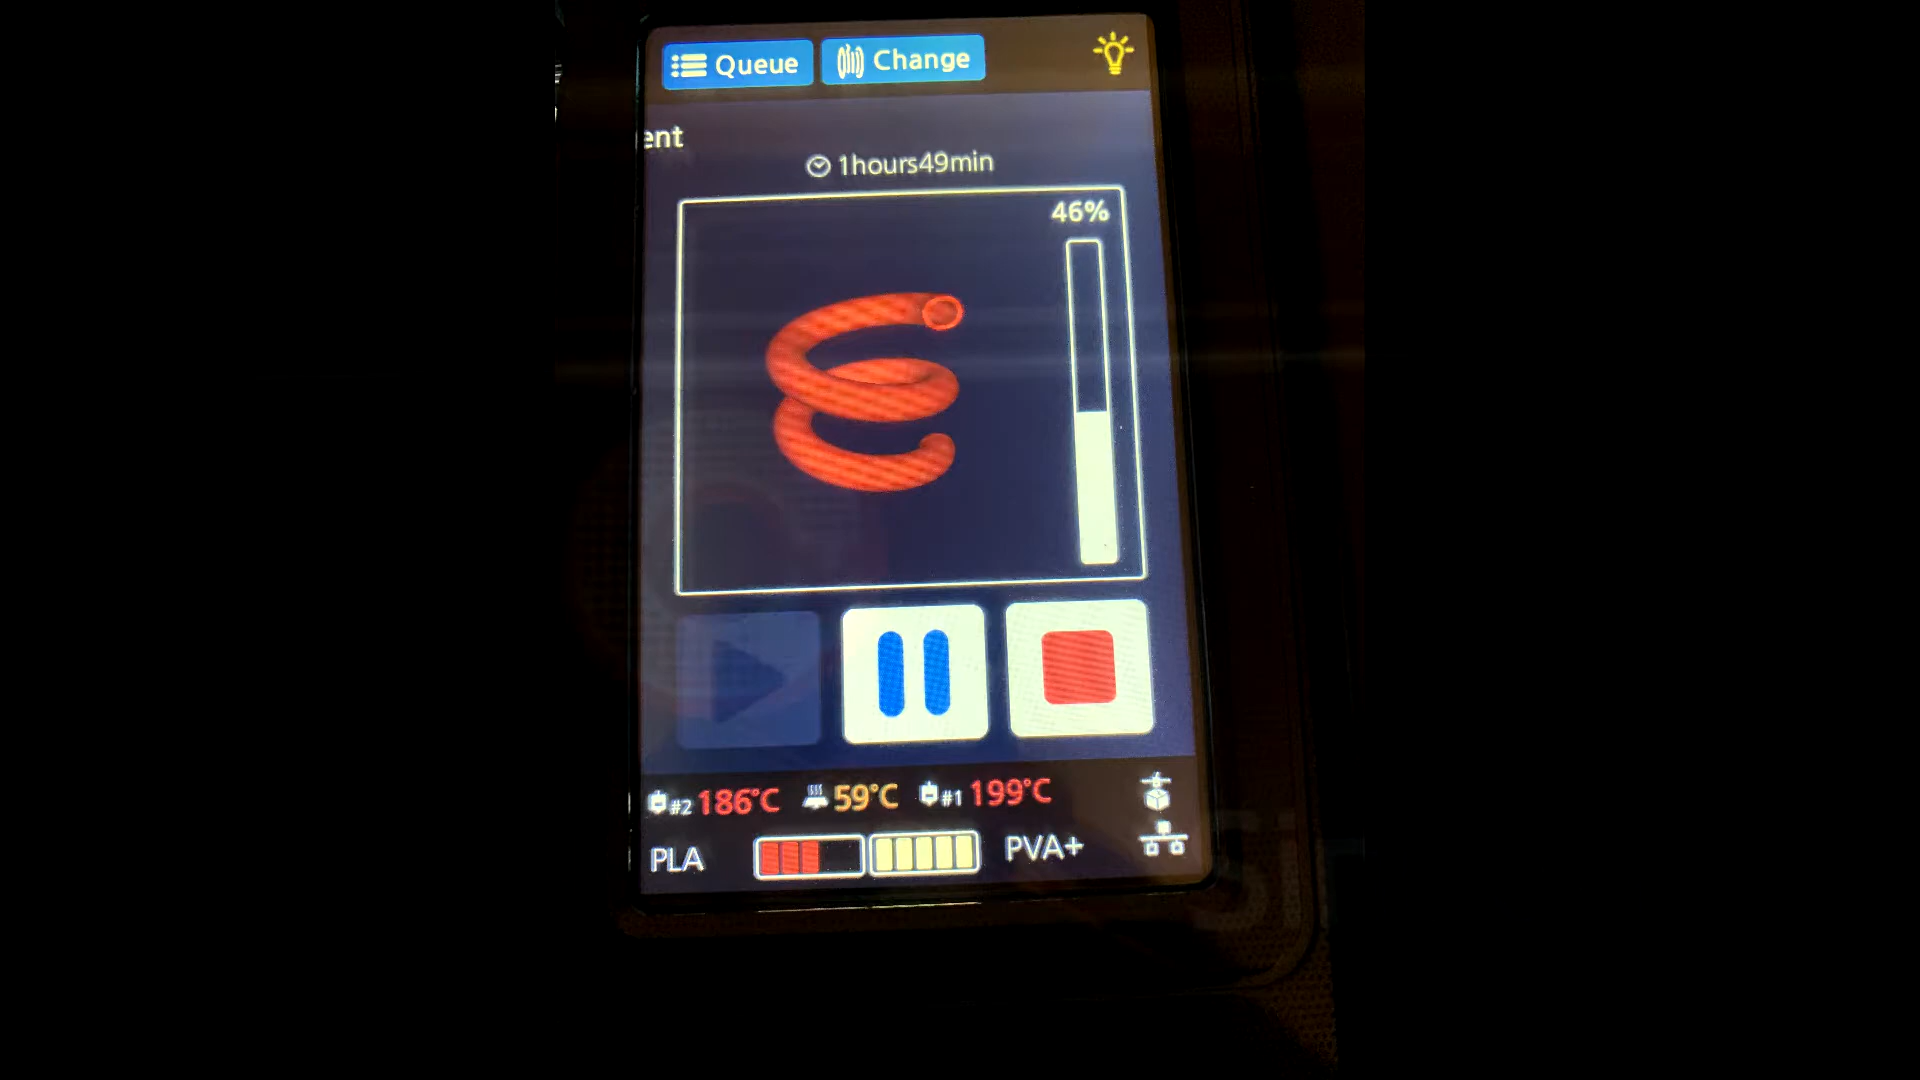 Queue Change
ent
1hours49min
46%
#2 186°C 59°C #1 199°C
PLA PVA+